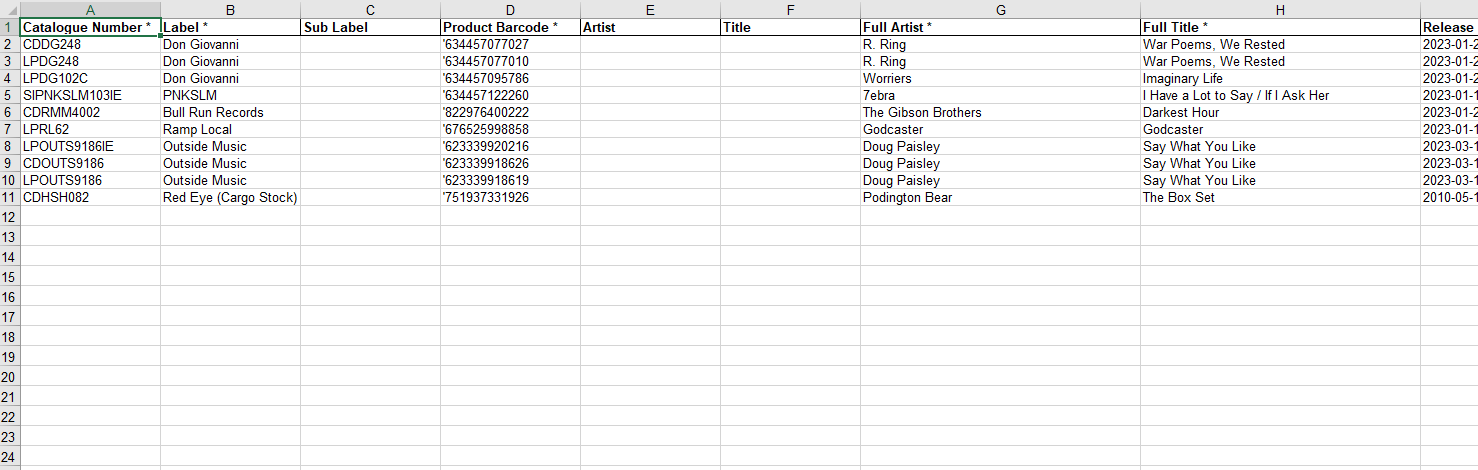 A B C D E F G H
1 Catalogue Number * Label * Sub Label Product Barcode * Artist Title Full Artist * Full Title * Release
2 CDDG248 Don Giovanni '634457077027 R. Ring War Poems, We Rested 2023-01-2
3 LPDG248 Don Giovanni '634457077010 R. Ring War Poems, We Rested 2023-01-2
4 LPDG102C Don Giovanni '634457095786 Worriers Imaginary Life 2023-01-2
5 SIPNKSLM103IE PNKSLM '634457122260 7ebra I Have a Lot to Say / If I Ask Her 2023-01-1
6 CDRMM4002 Bull Run Records '822976400222 The Gibson Brothers Darkest Hour 2023-01-2
7 LPRL62 Ramp Local '676525998858 Godcaster Godcaster 2023-01-1
8 LPOUTS9186IE Outside Music '623339920216 Doug Paisley Say What You Like 2023-03-1
9 CDOUTS9186 Outside Music '623339918626 Doug Paisley Say What You Like 2023-03-1
10 LPOUTS9186 Outside Music '623339918619 Doug Paisley Say What You Like 2023-03-1
11 CDHSH082 Red Eye (Cargo Stock) '751937331926 Podington Bear The Box Set 2010-05-1
12
13
14
15
16
17
18
19
20
21
22
23
24